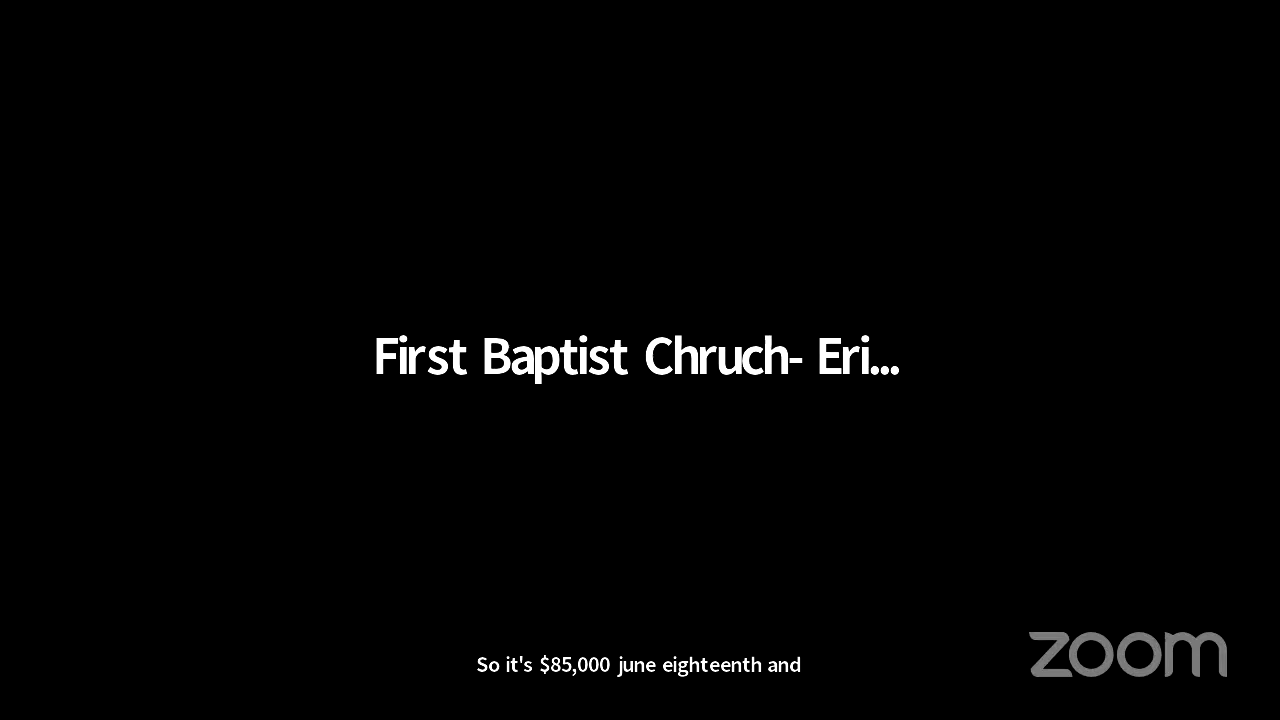 First Baptist Chruch- Eri...
So it's $85,000 june eighteenth and
zoom